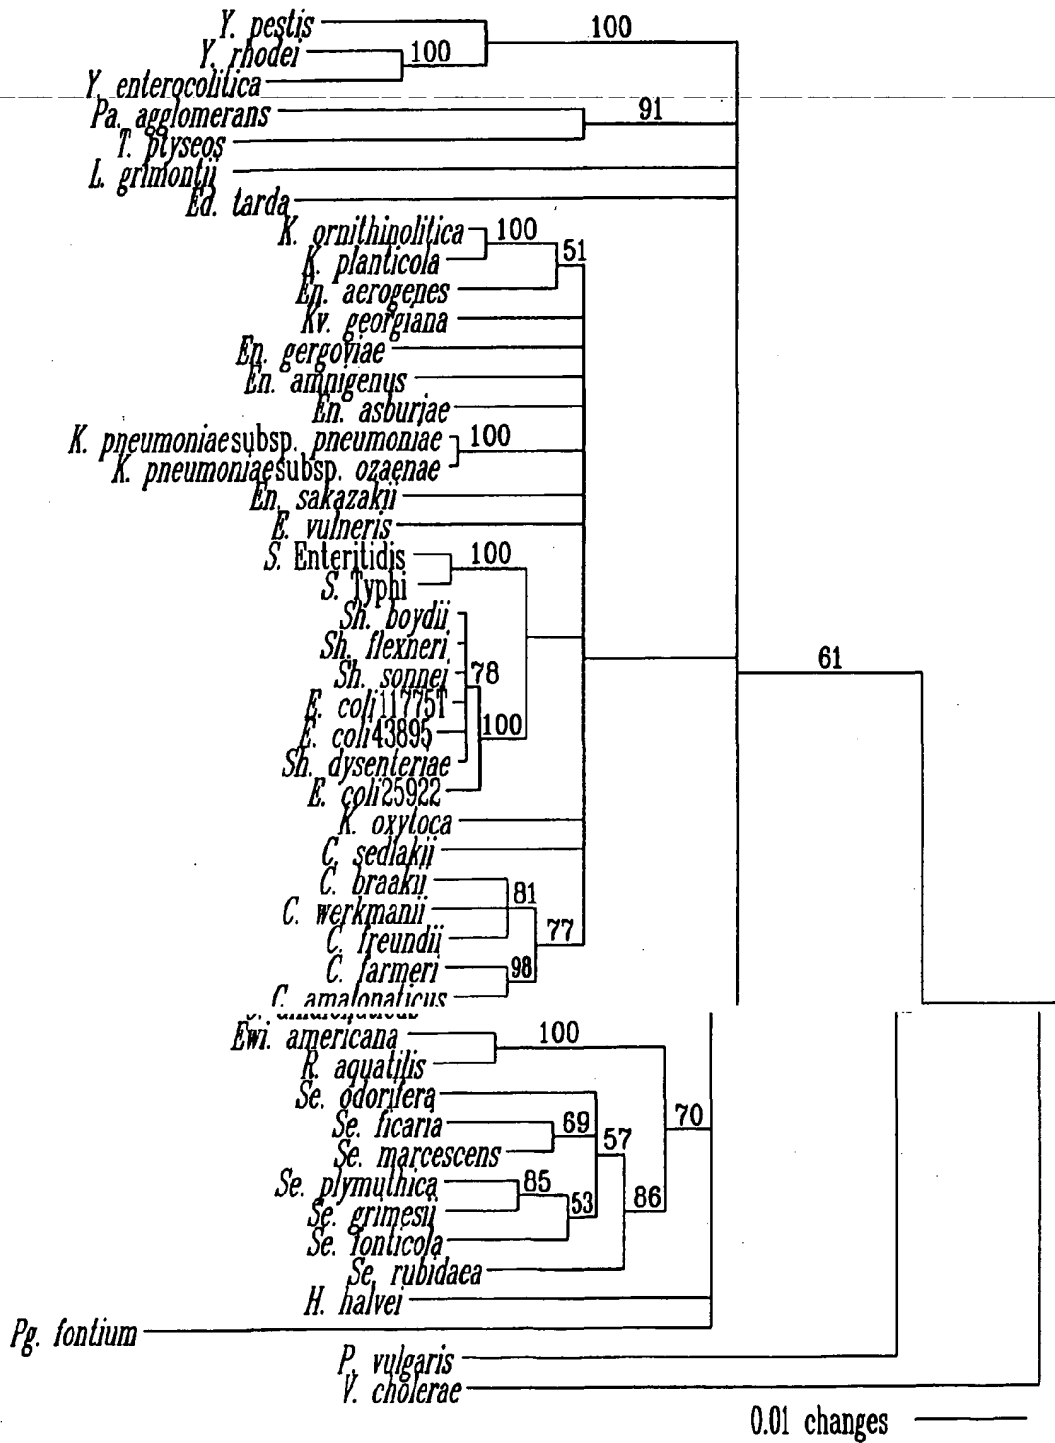 Y. pestis
100
Y. rhodei
100
Y. enterocolitica
Pa. agglomerans
91
T. ptyseos
L. grimontii
Ed. tarda
K. ornithinolitica
100
51
K. planticola
En. aerogenes
Kv. georgiana
En. gergoviae
En. amnigenus
En. asburiae
K. pneumoniae subsp. pneumoniae
100
K. pneumoniae subsp. ozaenae
En. sakazakii
E. vulneris
S. Enteritidis
100
S. Typhi
Sh. boydii
Sh. flexneri
61
Sh. sonnei
78
E. coli 11775T
100
E. coli 43895
Sh. dysenteriae
E. coli 25922
K. oxytoca
C. sedlakii
C. braakii
81
C. werkmanii
77
C. freundii
C. farmeri
98
C. amalonaticus
Ewi. americana
100
R. aquatilis
Se. odorifera
Se. ficaria
69
70
57
Se. marcescens
Se. plymuthica
85
86
53
Se. grimesii
Se. fonticola
Se. rubidaea
H. halvei
Pg. fontium
P. vulgaris
V. cholerae
0.01 changes